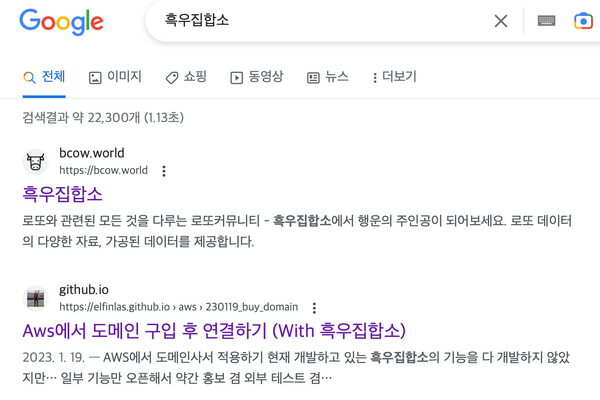 Google
흑우집합소
전체 이미지 쇼핑 동영상 뉴스 더보기
검색결과 약 22,300개 (1.13초)
bcow.world
https://bcow.world
흑우집합소
로또와 관련된 모든 것을 다루는 로또커뮤니티 - 흑우집합소에서 행운의 주인공이 되어보세요. 로또 데이터
의 다양한 자료, 가공된 데이터를 제공합니다.
github.io
https://elfinlas.github.io › aws › 230119_buy_domain
Aws에서 도메인 구입 후 연결하기 (With 흑우집합소)
2023. 1. 19. — AWS에서 도메인사서 적용하기 현재 개발하고 있는 흑우집합소의 기능을 다 개발하지 않았
지만… 일부 기능만 오픈해서 약간 홍보 겸 외부 테스트 겸…